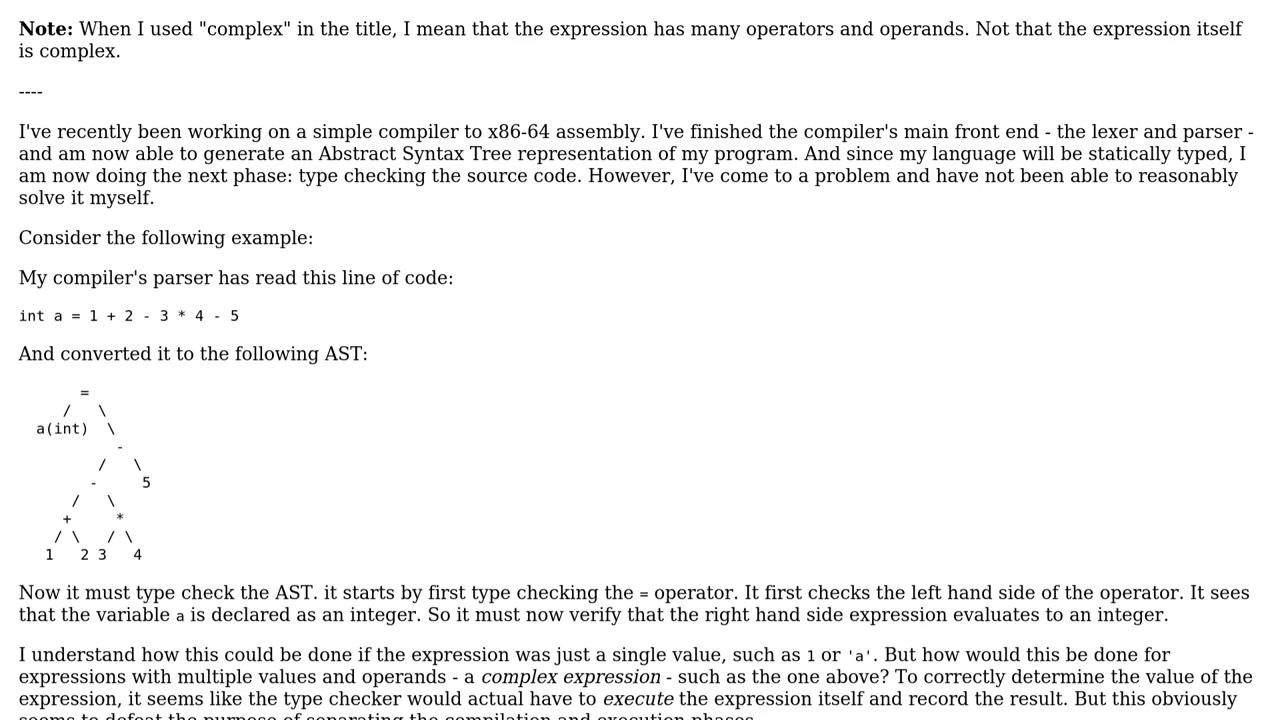 Note: When I used "complex" in the title, I mean that the expression has many operators and operands. Not that the expression itself
is complex.
----
I've recently been working on a simple compiler to x86-64 assembly. I've finished the compiler's main front end - the lexer and parser -
and am now able to generate an Abstract Syntax Tree representation of my program. And since my language will be statically typed, I
am now doing the next phase: type checking the source code. However, I've come to a problem and have not been able to reasonably
solve it myself.
Consider the following example:
My compiler's parser has read this line of code:
int a = 1 + 2 - 3 * 4 - 5
And converted it to the following AST:
       =
     /   \
  a(int)  \
           -
         /   \
        -     5
      /   \
     +     *
    / \   / \
   1   2 3   4
Now it must type check the AST. it starts by first type checking the = operator. It first checks the left hand side of the operator. It sees
that the variable a is declared as an integer. So it must now verify that the right hand side expression evaluates to an integer.
I understand how this could be done if the expression was just a single value, such as 1 or 'a'. But how would this be done for
expressions with multiple values and operands - a complex expression - such as the one above? To correctly determine the value of the
expression, it seems like the type checker would actual have to execute the expression itself and record the result. But this obviously
seems to defeat the purpose of separating the compilation and execution phases.